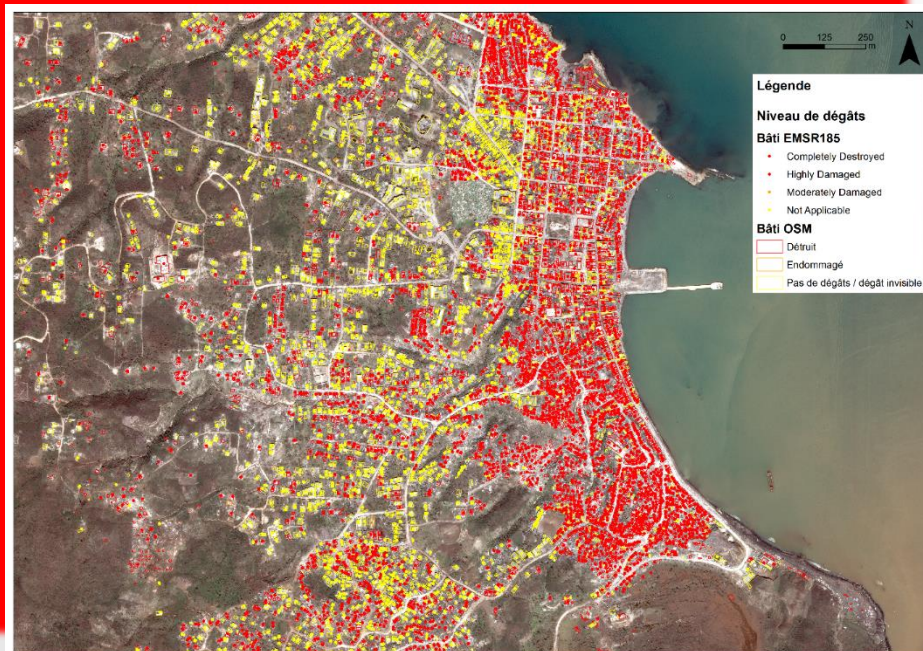 N
0 125 250
m
Légende
Niveau de dégâts
Bâti EMSR185
Completely Destroyed
Highly Damaged
Moderately Damaged
Not Applicable
Bâti OSM
Détruit
Endommagé
Pas de dégâts / dégât invisible